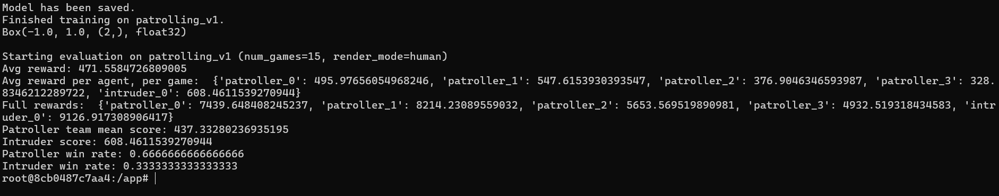 Model has been saved.
Finished training on patrolling_v1.
Box(-1.0, 1.0, (2,), float32)
Starting evaluation on patrolling_v1 (num_games=15, render_mode=human)
Avg reward: 471.5584726809005
Avg reward per agent, per game:  {'patroller_0': 495.97656054968246, 'patroller_1': 547.6153930393547, 'patroller_2': 376.9046346593987, 'patroller_3': 328.
8346212289722, 'intruder_0': 608.4611539270944}
Full rewards:  {'patroller_0': 7439.648408245237, 'patroller_1': 8214.23089559032, 'patroller_2': 5653.569519890981, 'patroller_3': 4932.519318434583, 'intr
uder_0': 9126.917308906417}
Patroller team mean score: 437.33280236935195
Intruder score: 608.4611539270944
Patroller win rate: 0.6666666666666666
Intruder win rate: 0.3333333333333333
root@8cb0487c7aa4:/app#